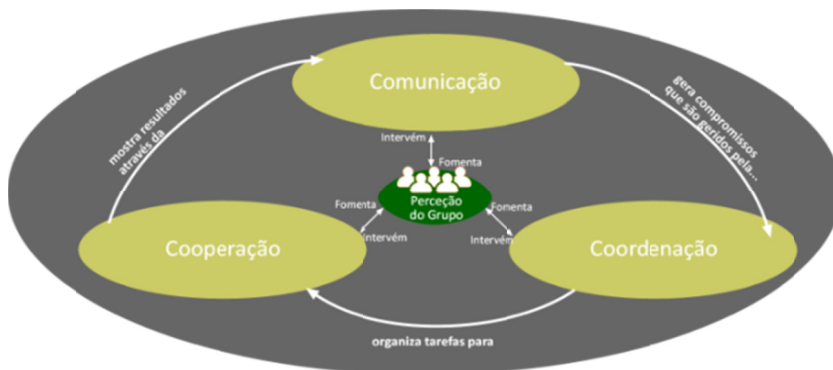 Comunicação
mostra resultados
através da
gera compromissos
que são geridos pela...
Intervém
Fomenta
Perceção
do Grupo
Fomenta
Intervém
Fomenta
Intervém
Cooperação
Coordenação
organiza tarefas para